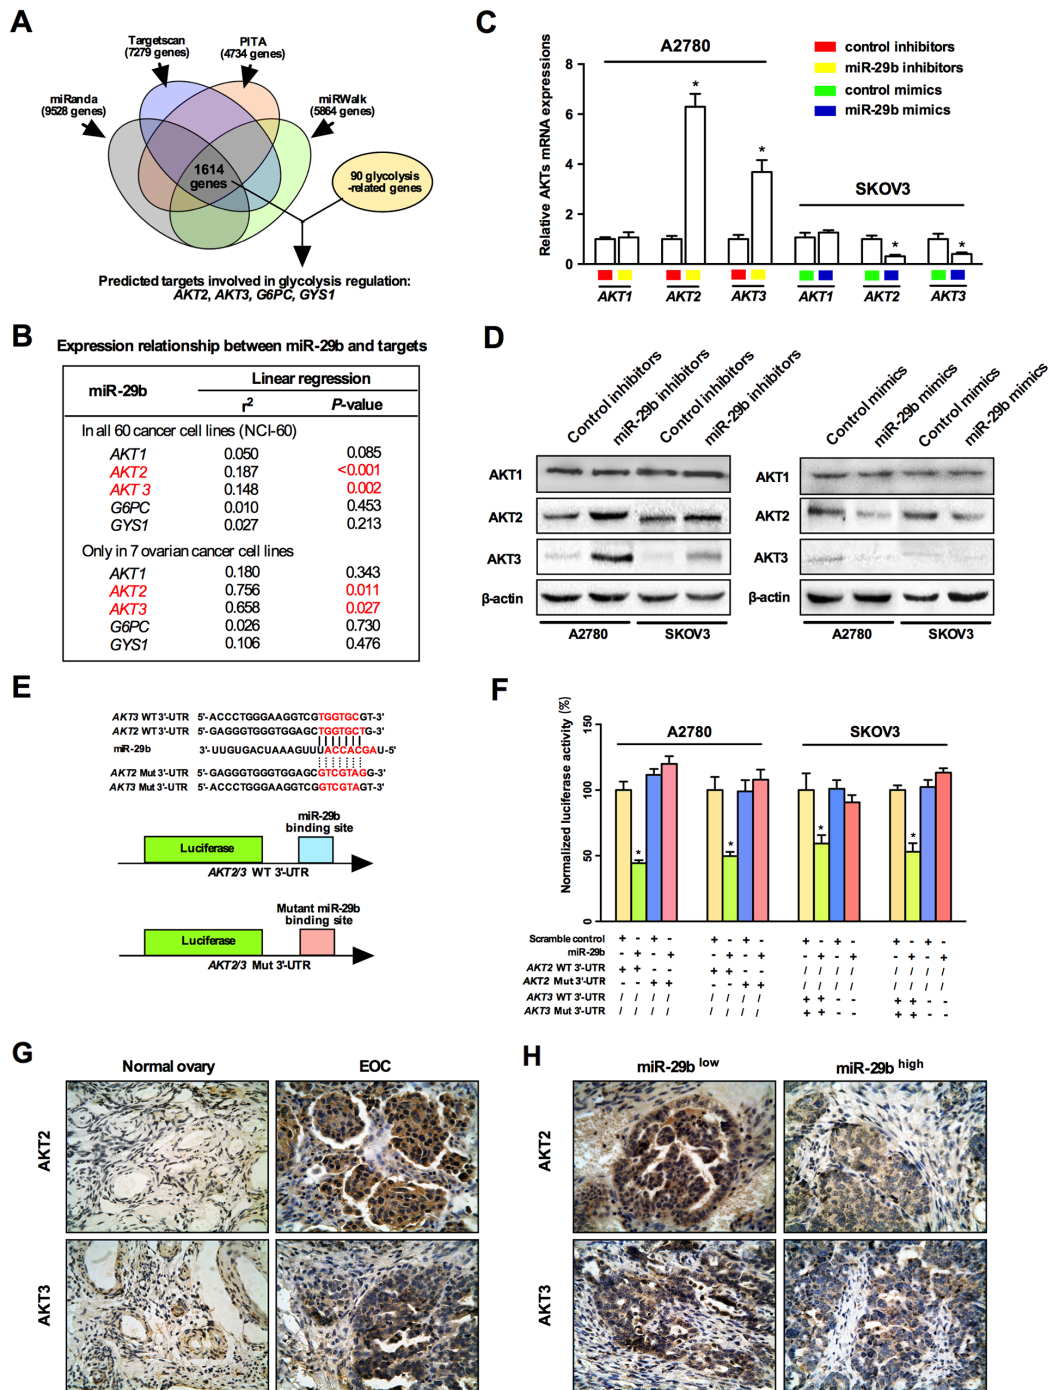 A
Targetscan
(7279 genes)
PITA
(4734 genes)
miRanda
(9528 genes)
miRWalk
(5864 genes)
1614
genes
90 glycolysis
-related genes
Predicted targets involved in glycolysis regulation:
AKT2, AKT3, G6PC, GYS1
B
Expression relationship between miR-29b and targets
miR-29b
Linear regression
r2 P-value
In all 60 cancer cell lines (NCI-60)
AKT1 0.050 0.085
AKT2 0.187 <0.001
AKT 3 0.148 0.002
G6PC 0.010 0.453
GYS1 0.027 0.213
Only in 7 ovarian cancer cell lines
AKT1 0.180 0.343
AKT2 0.756 0.011
AKT3 0.658 0.027
G6PC 0.026 0.730
GYS1 0.106 0.476
C
A2780
control inhibitors
miR-29b inhibitors
control mimics
miR-29b mimics
Relative AKTs mRNA expressions
8
6
4
2
0
* * * *
SKOV3
AKT1 AKT2 AKT3 AKT1 AKT2 AKT3
D
Control inhibitors
miR-29b inhibitors
Control inhibitors
miR-29b inhibitors
AKT1
AKT2
AKT3
β-actin
A2780 SKOV3
Control mimics
miR-29b mimics
Control mimics
miR-29b mimics
AKT1
AKT2
AKT3
β-actin
A2780 SKOV3
E
AKT3 WT 3'-UTR 5'- ACCCTGGGAAGGTCGTGGTGCGT-3'
AKT2 WT 3'-UTR 5'- GAGGGTGGGTGGAGCTGGTGCTG-3'
miR-29b 3'-UUGUGACUAAAGUUUACCACGAU-5'
AKT2 Mut 3'-UTR 5'- GAGGGTGGGTGGAGCGTCGTAGG-3'
AKT3 Mut 3'-UTR 5'- ACCCTGGGAAGGTCGGTCGTAGT-3'
miR-29b
binding site
Luciferase
AKT2/3 WT 3'-UTR
Mutant miR-29b
binding site
Luciferase
AKT2/3 Mut 3'-UTR
F
Normalized luciferase activity (%)
150
100
50
0
A2780 SKOV3
* * * *
Scramble control + - + - + - + - + - + - + - + -
miR-29b - + - + - + - + - + - + - + - +
AKT2 WT 3'-UTR + + - - + + - - / / / / / / / /
AKT2 Mut 3'-UTR - - + + - - + + / / / / / / / /
AKT3 WT 3'-UTR / / / / / / / / + + - - + + - -
AKT3 Mut 3'-UTR / / / / / / / / + + - - + + - -
G
Normal ovary EOC
AKT2
AKT3
H
miR-29b low miR-29b high
AKT2
AKT3